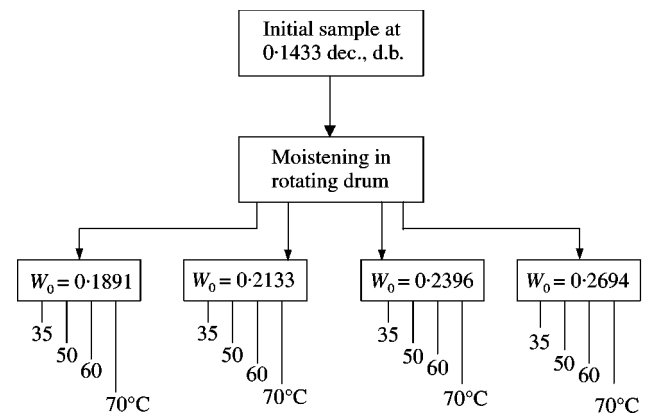 Initial sample at
0·1433 dec., d.b.
Moistening in
rotating drum
W₀ = 0·1891
W₀ = 0·2133
W₀ = 0·2396
W₀ = 0·2694
35
50
60
70°C
35
50
60
70°C
35
50
60
70°C
35
50
60
70°C